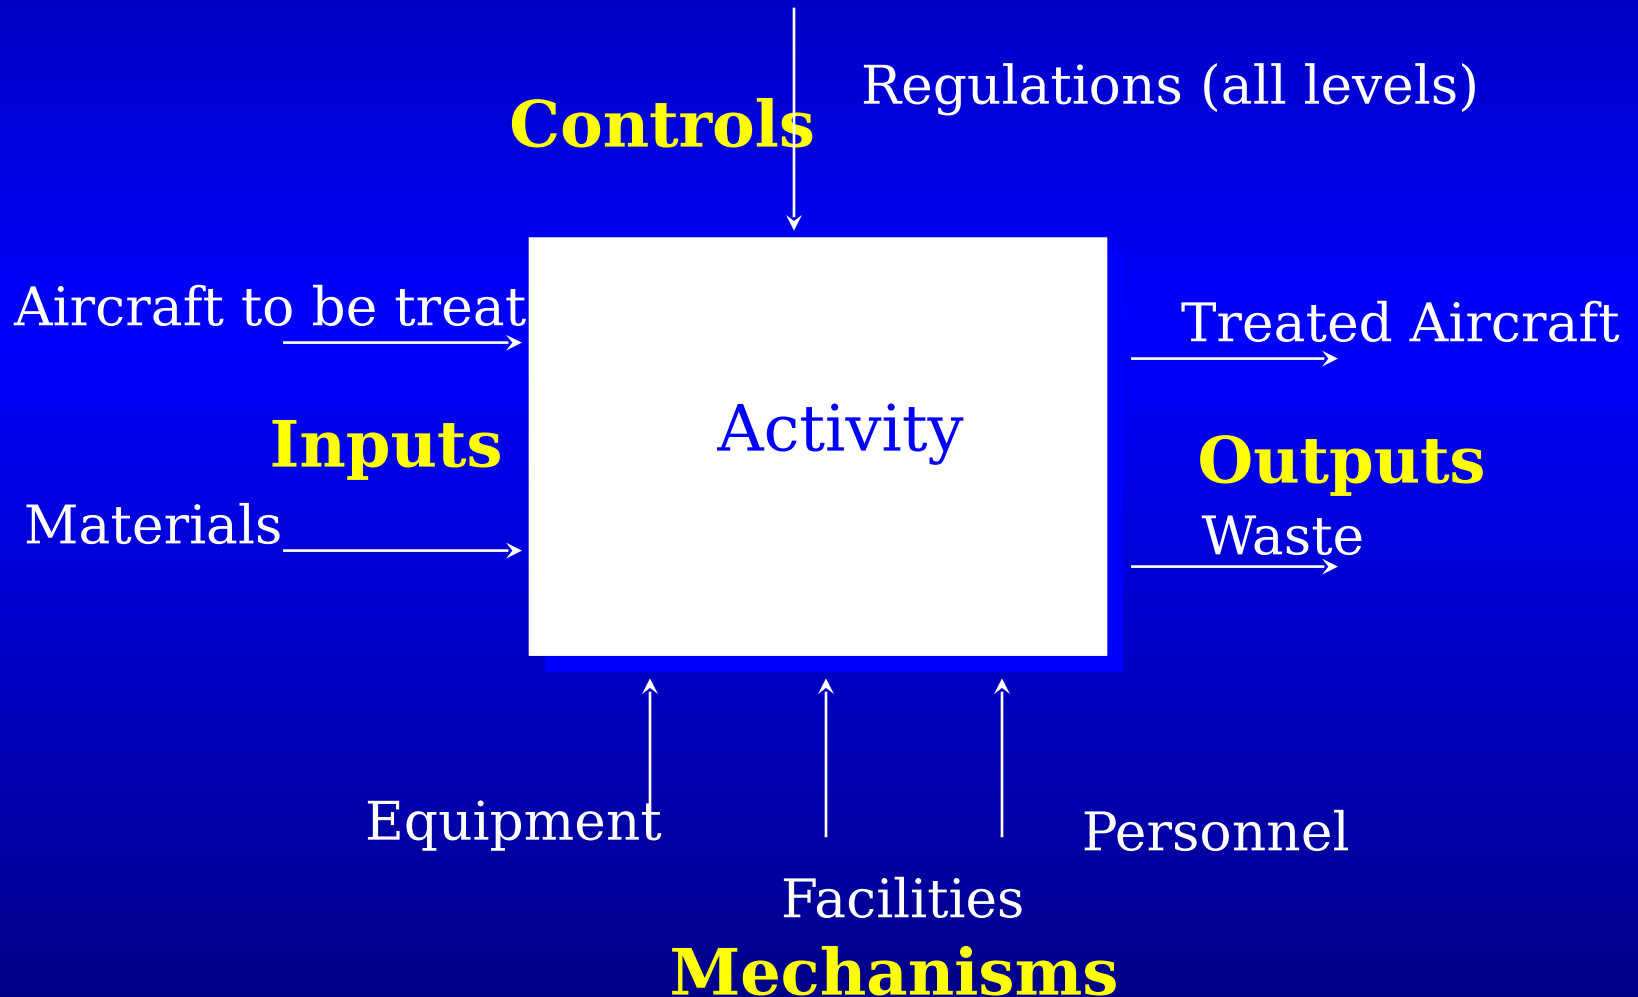 Regulations (all levels)
Controls
Aircraft to be treat
Treated Aircraft
Activity
Inputs
Outputs
Materials
Waste
Equipment
Personnel
Facilities
Mechanisms